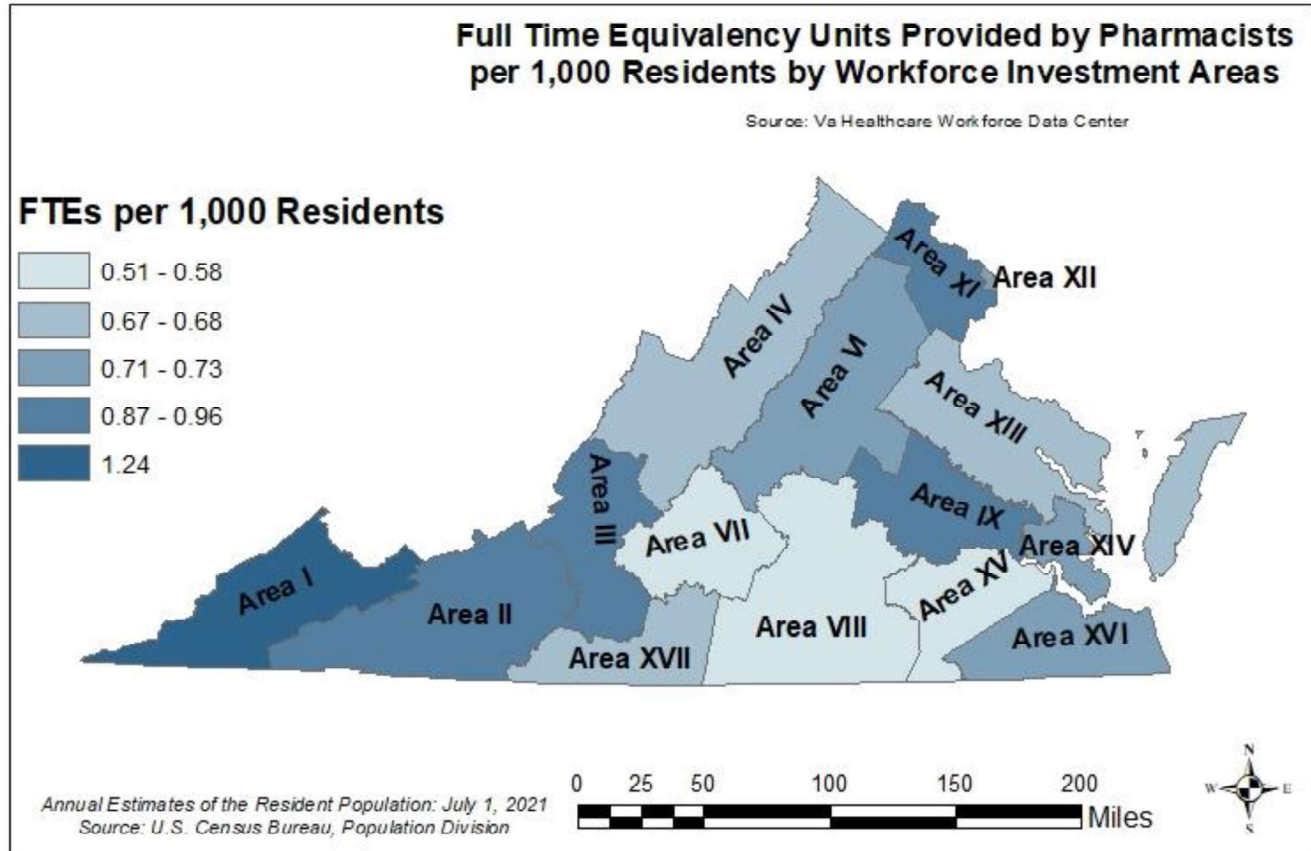 Full Time Equivalency Units Provided by Pharmacists
per 1,000 Residents by Workforce Investment Areas
Source: Va Healthcare Workforce Data Center
FTEs per 1,000 Residents
0.51 - 0.58
0.67 - 0.68
0.71 - 0.73
0.87 - 0.96
1.24
Area XI
Area XII
Area IV
Area VI
Area XIII
Area III
Area IX
Area VII
Area XIV
Area I
Area XV
Area II
Area VIII
Area XVI
Area XVII
Annual Estimates of the Resident Population: July 1, 2021
Source: U.S. Census Bureau, Population Division
0 25 50 100 150 200
Miles
N
W E
S